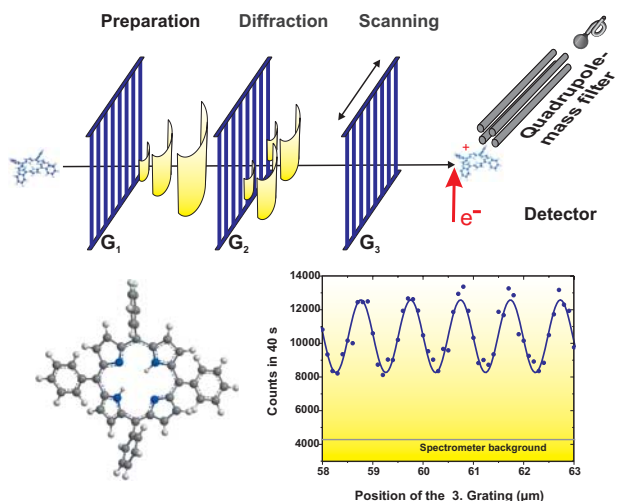 Preparation Diffraction Scanning
Quadrupole-
mass filter
+
G1
G2
G3
e-
Detector
14000
12000
10000
8000
6000
4000
Counts in 40 s
Spectrometer background
58 59 60 61 62 63
Position of the 3. Grating (µm)